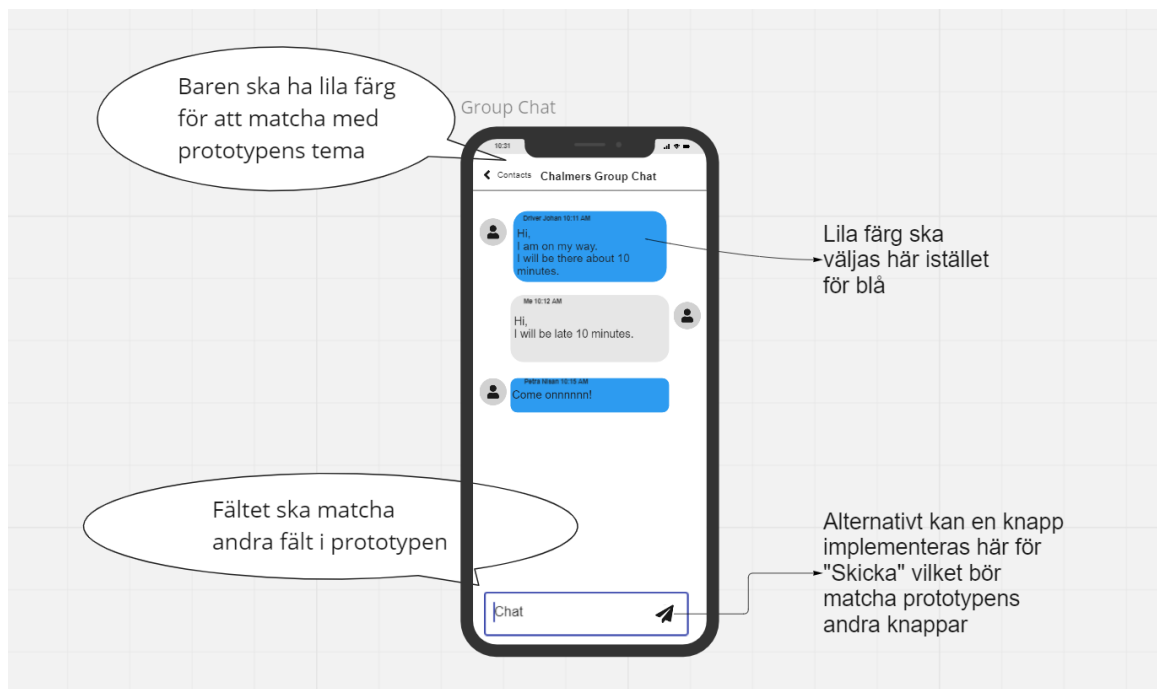 Baren ska ha lila färg
för att matcha med
prototypens tema
Group Chat
10:31
Contacts Chalmers Group Chat
Driver Johan 10:11 AM
Hi,
I am on my way.
I will be there about 10
minutes.
Lila färg ska
väljas här istället
för blå
Me 10:12 AM
Hi,
I will be late 10 minutes.
Petra Nisan 10:15 AM
Come onnnnnn!
Fältet ska matcha
andra fält i prototypen
Chat
Alternativt kan en knapp
implementeras här för
"Skicka" vilket bör
matcha prototypens
andra knappar